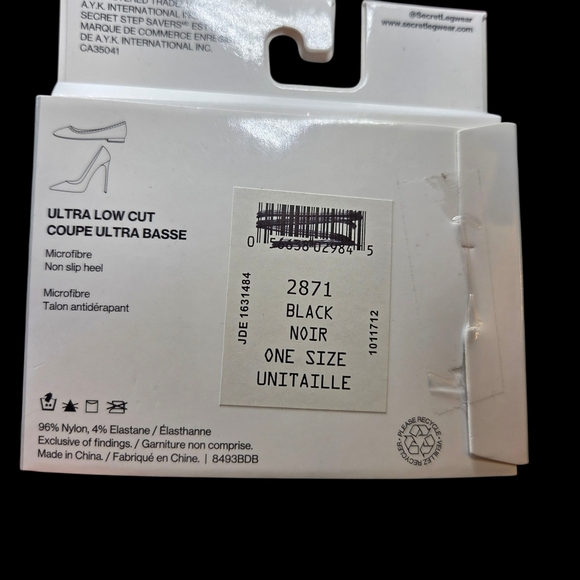 A.Y.K. INTERNATIONAL INC.
SECRET STEP SAVERS
MARQUE DE COMMERCE
D'A.Y.K. INTERNATIONAL INC.
CA35041
@SecretLegwear
www.secretlegwear.com
ULTRA LOW CUT
COUPE ULTRA BASSE
Microfibre
Non slip heel
Microfibre
Talon antidérapant
2871
BLACK
NOIR
ONE SIZE
UNITAILLE
JDE 1631484
1011712
96% Nylon, 4% Elastane / Élasthanne
Exclusive of findings. / Garniture non comprise.
Made in China. / Fabriqué en Chine. | 8493BDB
PLEASE RECYCLE • VEUILLEZ RECYCLER •